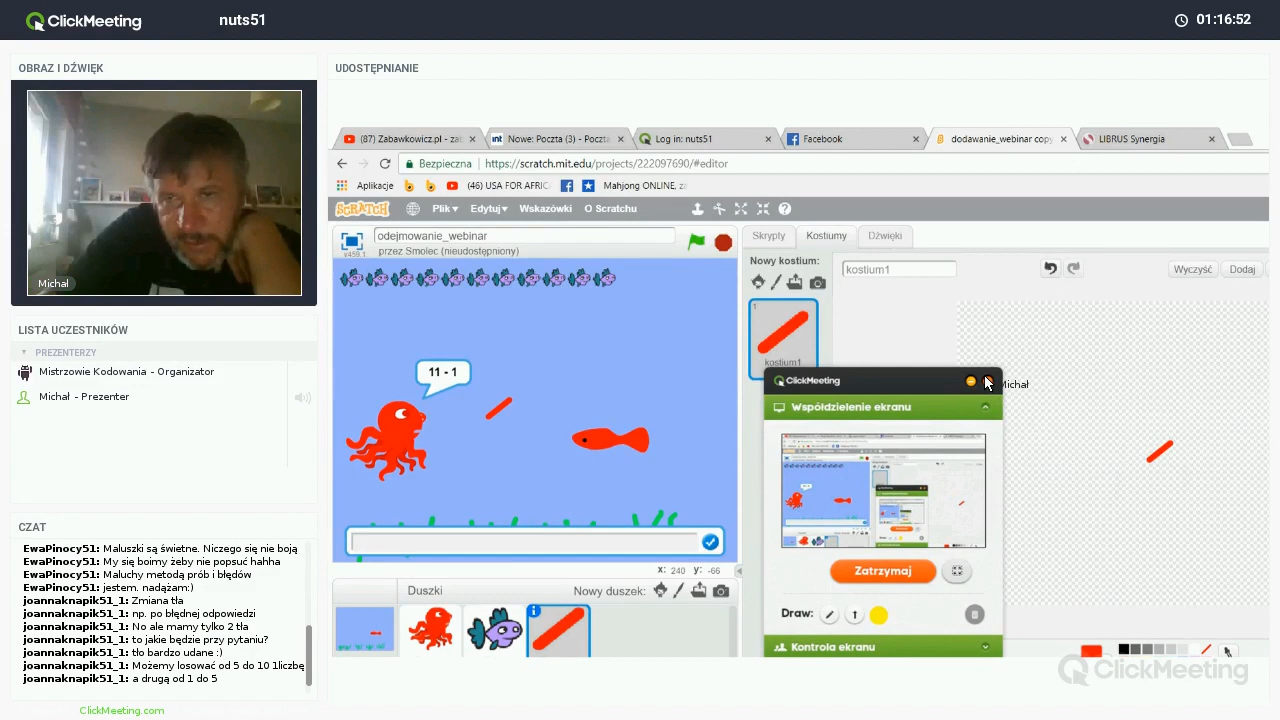 ClickMeeting
nuts51
01:16:52
OBRAZ I DŹWIĘK
Michał
LISTA UCZESTNIKÓW
PREZENTERZY
Mistrzowie Kodowania - Organizator
Michał - Prezenter
CZAT
EwaPinocy51: Maluszki są świetne. Niczego się nie boją
EwaPinocy51: My się boimy żeby nie popsuć hahha
EwaPinocy51: Maluchy metodą prób i błędów
EwaPinocy51: jestem. nadążam:)
joannaknapik51_1: Zmiana tła
joannaknapik51_1: np. po błędnej odpowiedzi
joannaknapik51_1: No ale mamy tylko 2 tła
joannaknapik51_1: to jakie będzie przy pytaniu?
joannaknapik51_1: tło bardzo udane :)
joannaknapik51_1: Możemy losować od 5 do 10 1liczbę
joannaknapik51_1: a drugą od 1 do 5
ClickMeeting.com
UDOSTĘPNIANIE
(87) Zabawkowicz.pl - za
Nowe: Poczta (3) - Poczta
Log in: nuts51
Facebook
dodawanie_webinar copy
LIBRUS Synergia
Bezpieczna
https://scratch.mit.edu/projects/222097690/#editor
Aplikacje
(46) USA FOR AFRIC
Mahjong ONLINE, za
SCRATCH
Plik
Edytuj
Wskazówki
O Scratchu
odejmowanie_webinar
przez Smolec (nieudostępniony)
v459.1
11 - 1
x: 240 y: -66
Duszki
Nowy duszek:
Skrypty
Kostiumy
Dźwięki
Nowy kostium:
kostium1
Wyczyść
Dodaj
1
kostium1
Michał
ClickMeeting
Współdzielenie ekranu
Zatrzymaj
Draw:
Kontrola ekranu
ClickMeeting